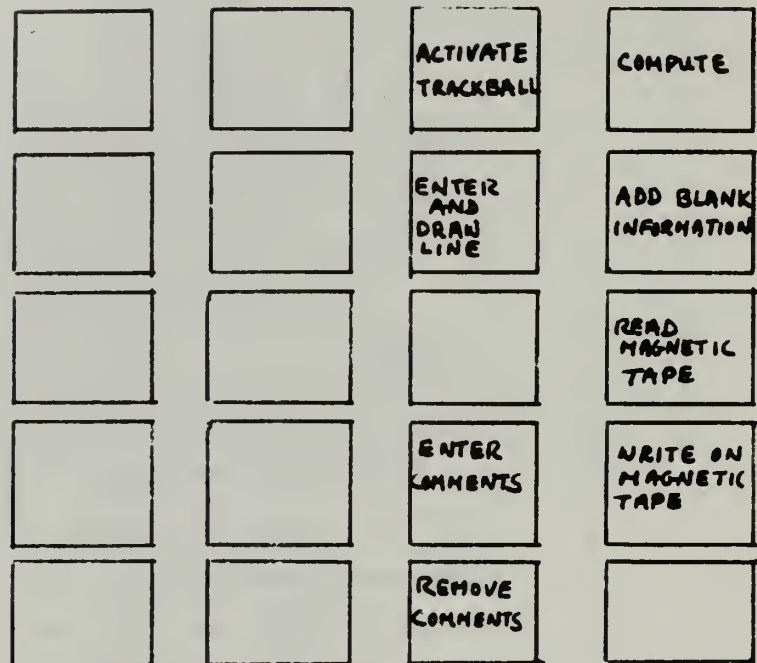 ACTIVATE
TRACKBALL
COMPUTE
ENTER
AND
DRAW
LINE
ADD BLANK
INFORMATION
READ
MAGNETIC
TAPE
ENTER
COMMENTS
WRITE ON
MAGNETIC
TAPE
REMOVE
COMMENTS